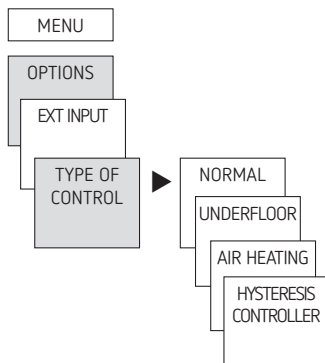 MENU
OPTIONS
EXT INPUT
TYPE OF
CONTROL
NORMAL
UNDERFLOOR
AIR HEATING
HYSTERESIS
CONTROLLER